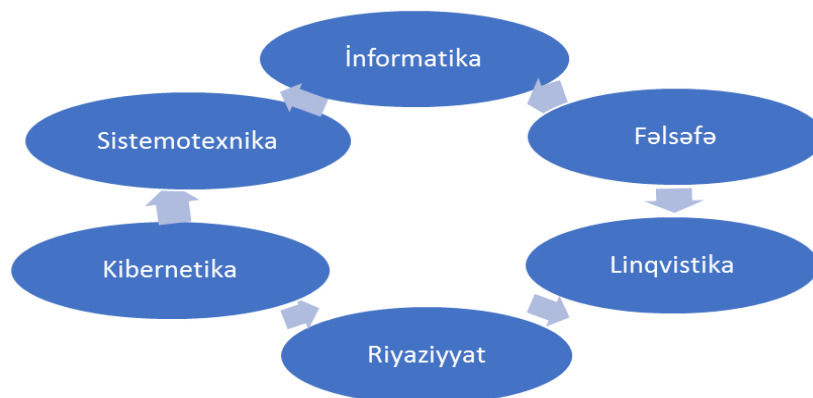 İnformatika
Fəlsəfə
Linqvistika
Riyaziyyat
Kibernetika
Sistemotexnika